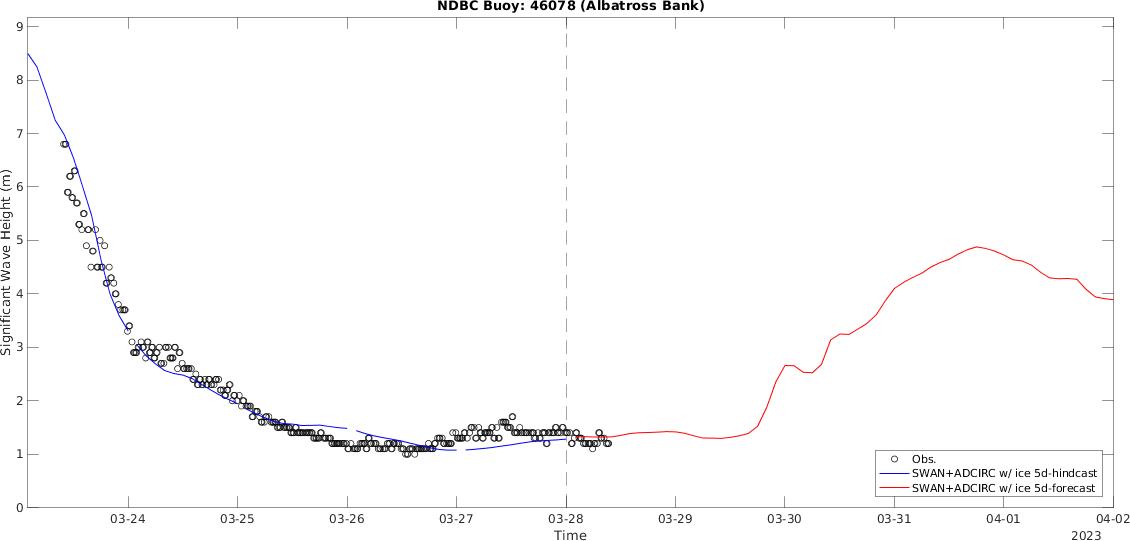 NDBC Buoy: 46078 (Albatross Bank)
Significant Wave Height (m)
9
8
7
6
5
4
3
2
1
0
Obs.
SWAN+ADCIRC w/ ice 5d-hindcast
SWAN+ADCIRC w/ ice 5d-forecast
03-24 03-25 03-26 03-27 03-28 03-29 03-30 03-31 04-01 04-02
Time
2023